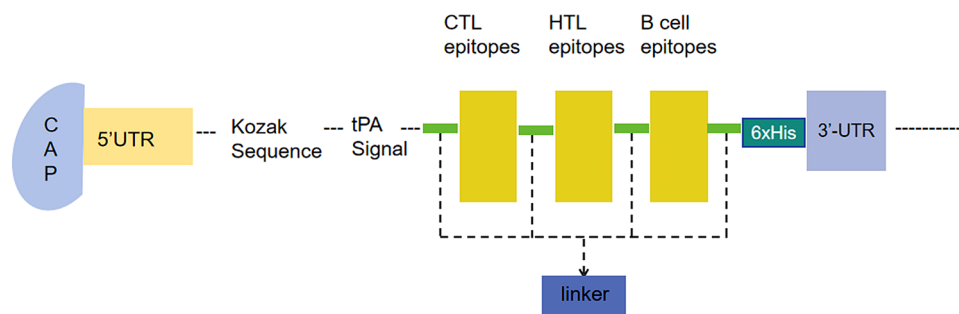 CTL
epitopes
HTL
epitopes
B cell
epitopes
C
A
P
5'UTR
Kozak
Sequence
tPA
Signal
6xHis
3'-UTR
linker